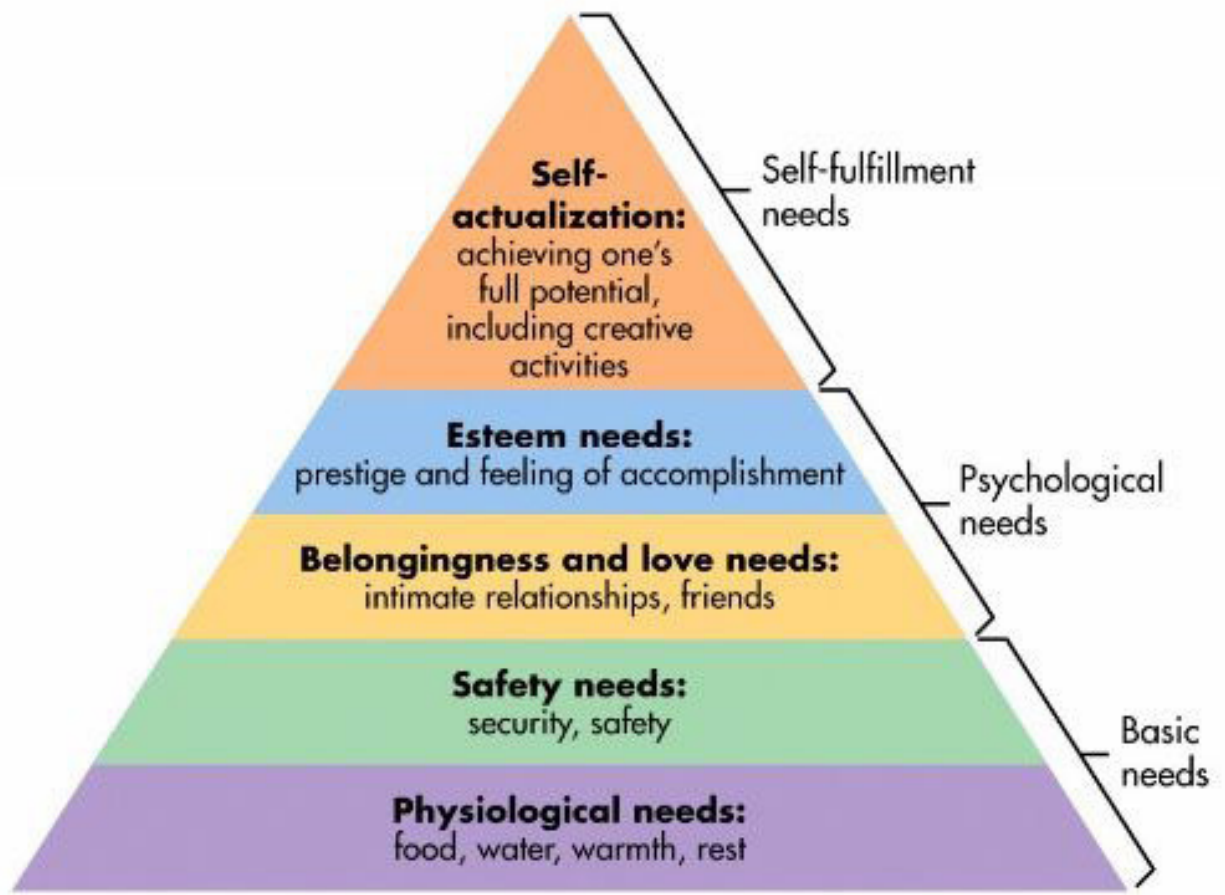 Self-
actualization:
achieving one's
full potential,
including creative
activities
Self-fulfillment
needs
Esteem needs:
prestige and feeling of accomplishment
Psychological
needs
Belongingness and love needs:
intimate relationships, friends
Safety needs:
security, safety
Basic
needs
Physiological needs:
food, water, warmth, rest